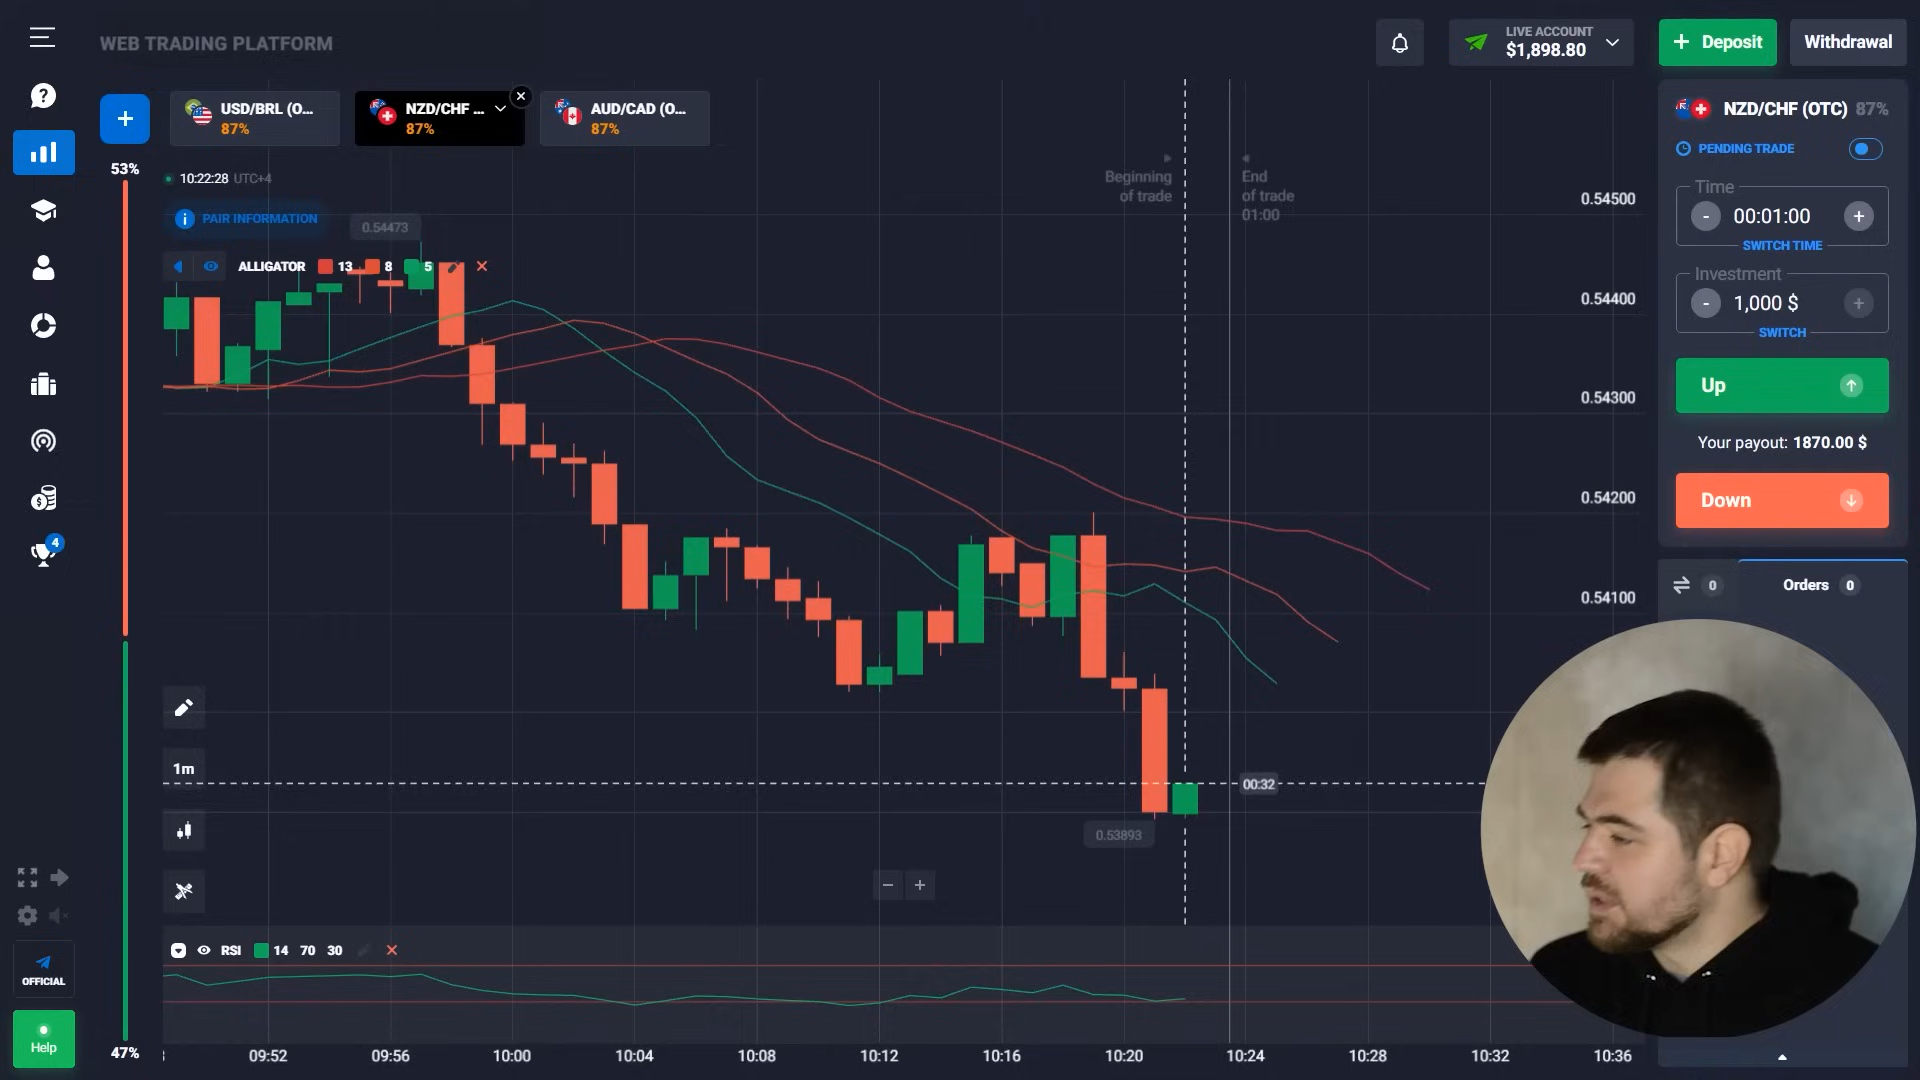 WEB TRADING PLATFORM
LIVE ACCOUNT
$1,898.80
+ Deposit
Withdrawal
USD/BRL (O...
87%
NZD/CHF ...
87%
AUD/CAD (O...
87%
NZD/CHF (OTC) 87%
PENDING TRADE
53%
10:22:28 UTC+4
Beginning
of trade
End
of trade
01:00
0.54500
Time
- 00:01:00 +
SWITCH TIME
PAIR INFORMATION
0.54473
ALLIGATOR 13 8 5
0.54400
Investment
- 1,000 $ +
SWITCH
Up
0.54300
Your payout: 1870.00 $
Down
0.54200
4
0
Orders 0
0.54100
1m
00:32
0.53893
RSI 14 70 30
OFFICIAL
Help
47%
09:52
09:56
10:00
10:04
10:08
10:12
10:16
10:20
10:24
10:28
10:32
10:36